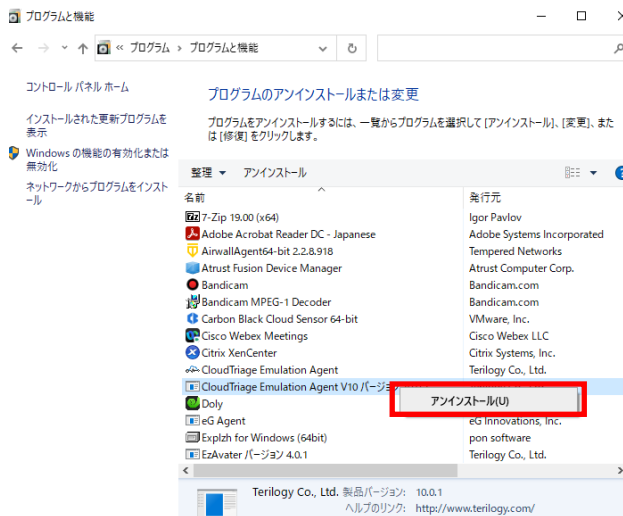 プログラムと機能
« プログラム › プログラムと機能
コントロール パネル ホーム
インストールされた更新プログラムを
表示
Windows の機能の有効化または
無効化
ネットワークからプログラムをインスト
ール
プログラムのアンインストールまたは変更
プログラムをアンインストールするには、一覧からプログラムを選択して [アンインストール]、[変更]、また
は [修復] をクリックします。
整理 アンインストール
名前 発行元
7-Zip 19.00 (x64) Igor Pavlov
Adobe Acrobat Reader DC - Japanese Adobe Systems Incorporated
AirwallAgent64-bit 2.2.8.918 Tempered Networks
Atrust Fusion Device Manager Atrust Computer Corp.
Bandicam Bandicam.com
Bandicam MPEG-1 Decoder Bandicam.com
Carbon Black Cloud Sensor 64-bit VMware, Inc.
Cisco Webex Meetings Cisco Webex LLC
Citrix XenCenter Citrix Systems, Inc.
CloudTriage Emulation Agent Terilogy Co., Ltd.
CloudTriage Emulation Agent V10 バージョン
アンインストール(U)
Doly
eG Agent eG Innovations, Inc.
Explzh for Windows (64bit) pon software
EzAvater バージョン 4.0.1 Terilogy Co., Ltd.
Terilogy Co., Ltd. 製品バージョン: 10.0.1
ヘルプのリンク: http://www.terilogy.com/